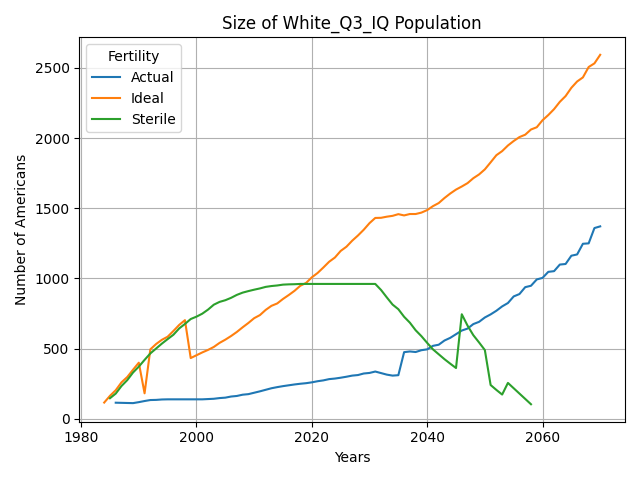 Size of White_Q3_IQ Population
Fertility
Actual
Ideal
Sterile
Number of Americans
2500
2000
1500
1000
500
0
1980
2000
2020
2040
2060
Years